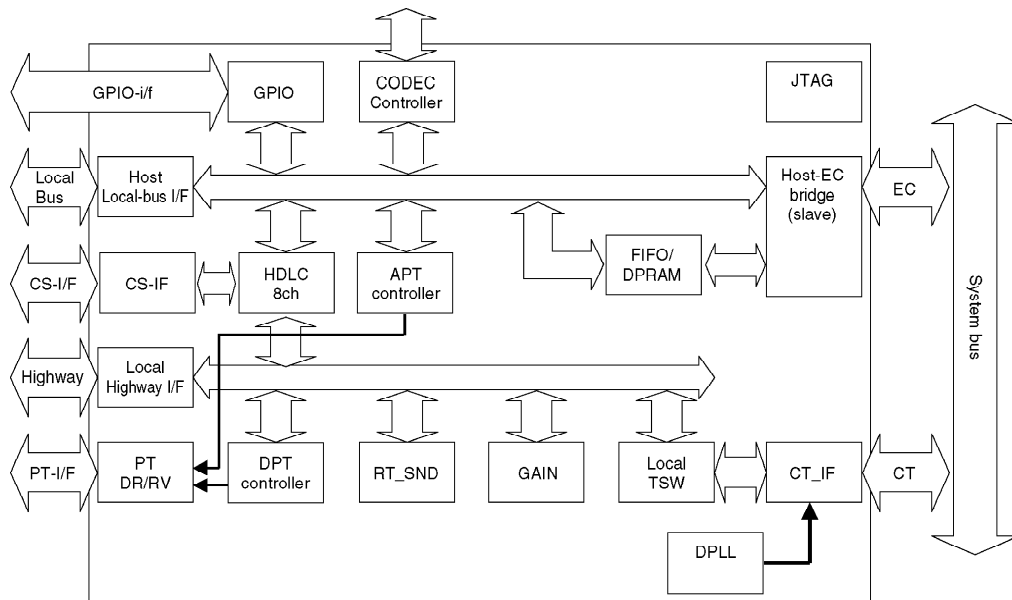 GPIO-i/f
GPIO
CODEC
Controller
JTAG
Local
Bus
Host
Local-bus I/F
Host-EC
bridge
(slave)
EC
CS-I/F
CS-IF
HDLC
8ch
APT
controller
FIFO/
DPRAM
System bus
Highway
Local
Highway I/F
PT-I/F
PT
DR/RV
DPT
controller
RT_SND
GAIN
Local
TSW
CT_IF
CT
DPLL